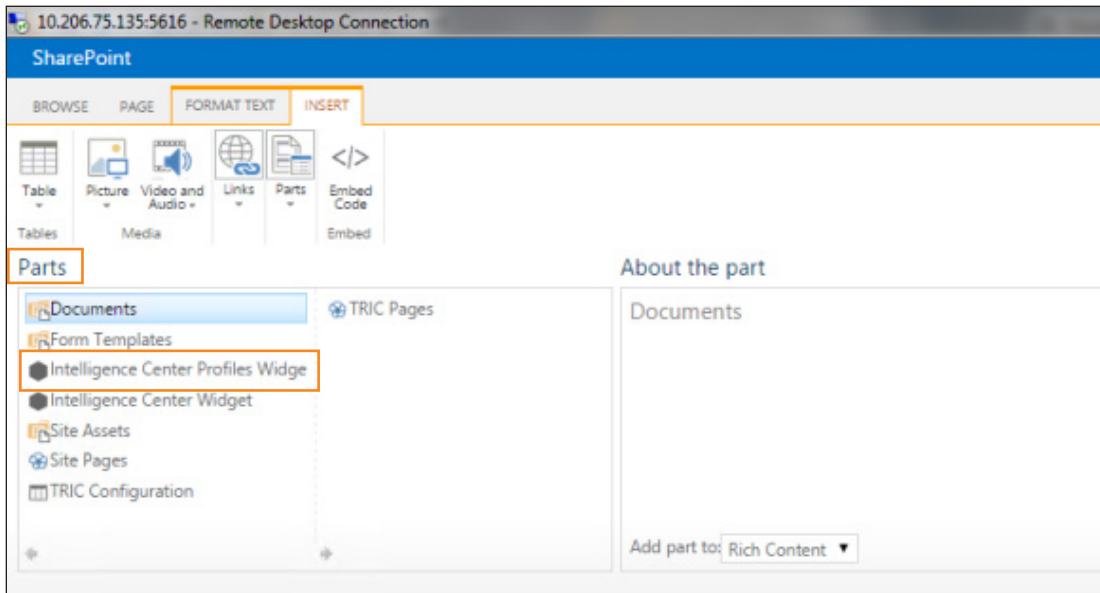 10.206.75.135:5616 - Remote Desktop Connection
SharePoint
BROWSE PAGE FORMAT TEXT INSERT
Table Picture Video and Audio Links Parts Embed Code
Tables Media Embed
Parts
About the part
Documents
TRIC Pages
Form Templates
Intelligence Center Profiles Widge
Intelligence Center Widget
Site Assets
Site Pages
TRIC Configuration
Documents
Add part to: Rich Content